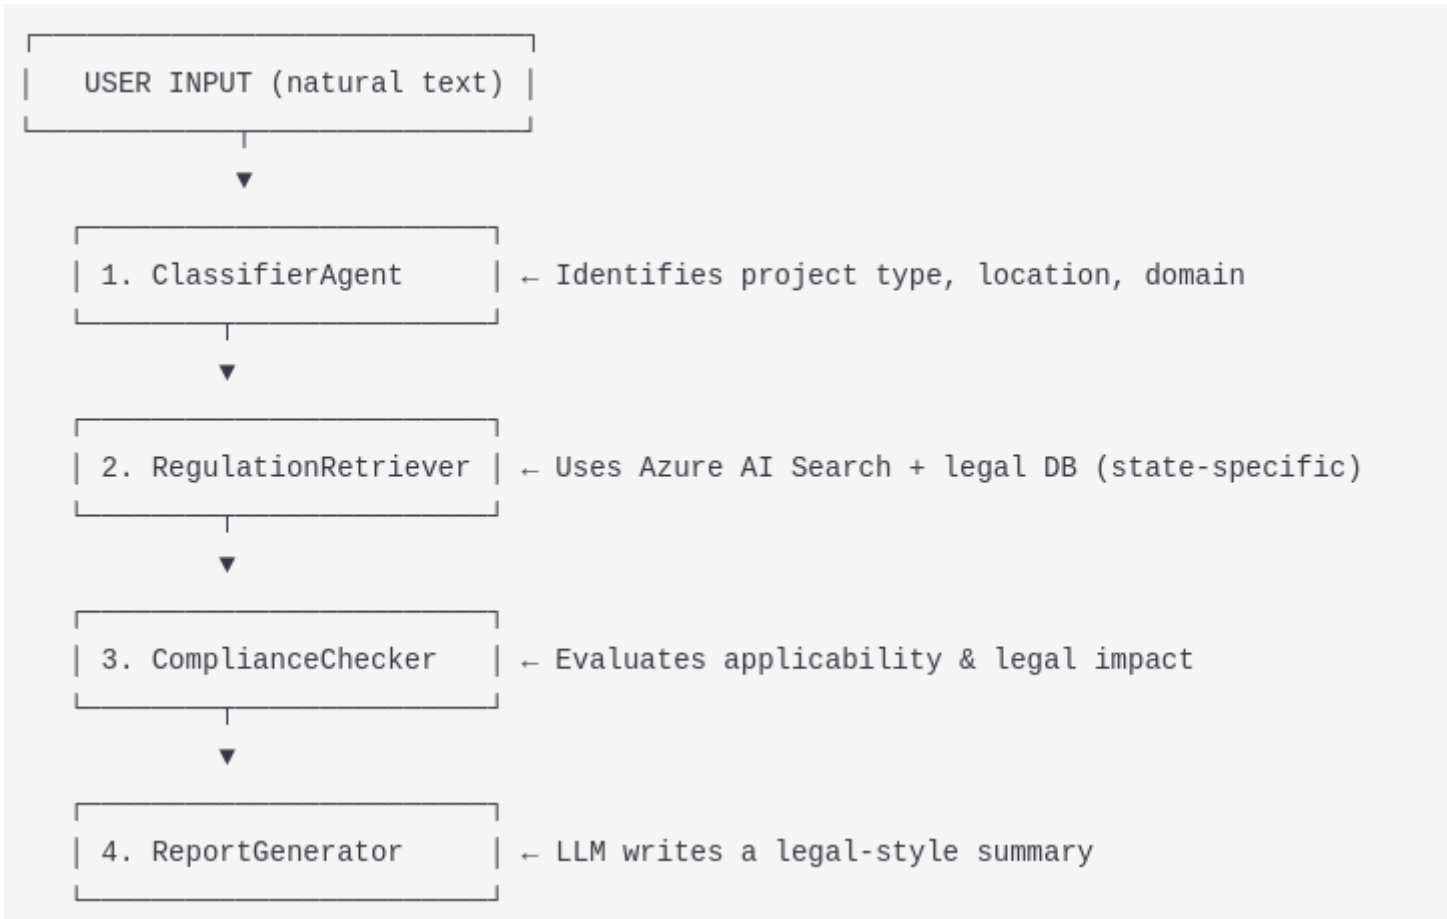 USER INPUT (natural text)
▼
1. ClassifierAgent ← Identifies project type, location, domain
▼
2. RegulationRetriever ← Uses Azure AI Search + legal DB (state-specific)
▼
3. ComplianceChecker ← Evaluates applicability & legal impact
▼
4. ReportGenerator ← LLM writes a legal-style summary